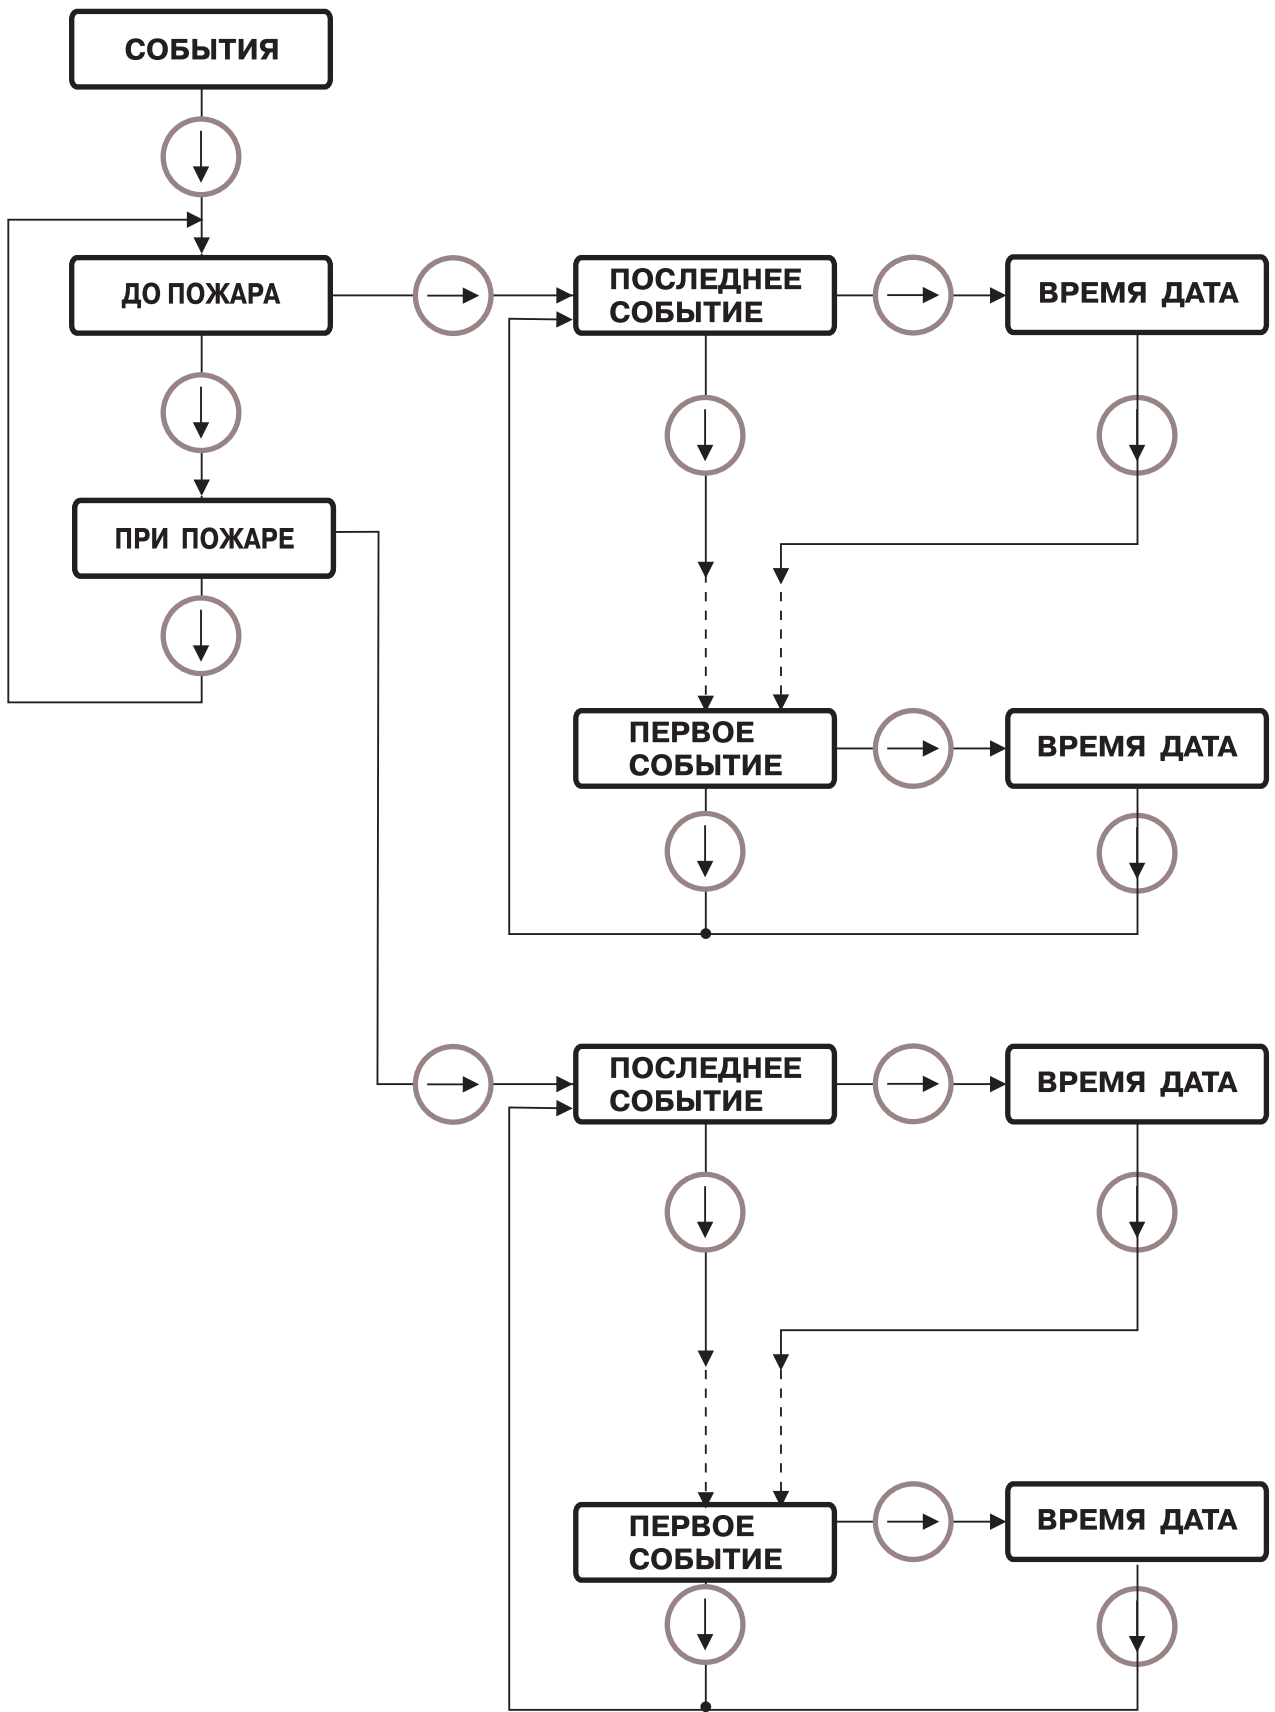 СОБЫТИЯ
ДО ПОЖАРА
ПОСЛЕДНЕЕ
СОБЫТИЕ
ВРЕМЯ ДАТА
ПРИ ПОЖАРЕ
ПЕРВОЕ
СОБЫТИЕ
ВРЕМЯ ДАТА
ПОСЛЕДНЕЕ
СОБЫТИЕ
ВРЕМЯ ДАТА
ПЕРВОЕ
СОБЫТИЕ
ВРЕМЯ ДАТА